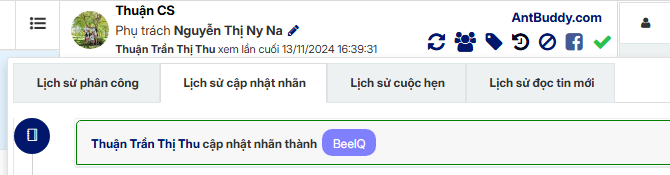 Thuận CS
AntBuddy.com
Phụ trách Nguyễn Thị Ny Na
Thuận Trần Thị Thu xem lần cuối 13/11/2024 16:39:31
Lịch sử phân công
Lịch sử cập nhật nhãn
Lịch sử cuộc hẹn
Lịch sử đọc tin mới
Thuận Trần Thị Thu cập nhật nhãn thành BeeIQ